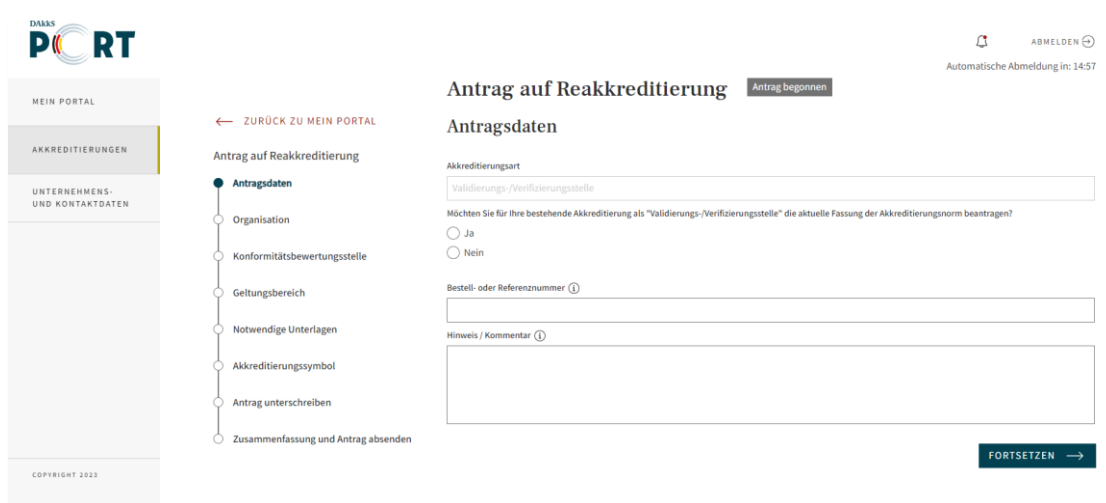 DAkkS
PORT
ABMELDEN
Automatische Abmeldung in: 14:57
MEIN PORTAL
AKKREDITIERUNGEN
UNTERNEHMENS-
UND KONTAKTDATEN
COPYRIGHT 2023
ZURÜCK ZU MEIN PORTAL
Antrag auf Reakkreditierung
Antragsdaten
Organisation
Konformitätsbewertungsstelle
Geltungsbereich
Notwendige Unterlagen
Akkreditierungssymbol
Antrag unterschreiben
Zusammenfassung und Antrag absenden
Antrag auf Reakkreditierung Antrag begonnen
Antragsdaten
Akkreditierungsart
Validierungs-/Verifizierungsstelle
Möchten Sie für Ihre bestehende Akkreditierung als "Validierungs-/Verifizierungsstelle" die aktuelle Fassung der Akkreditierungsnorm beantragen?
Ja
Nein
Bestell- oder Referenznummer i
Hinweis / Kommentar i
FORTSETZEN